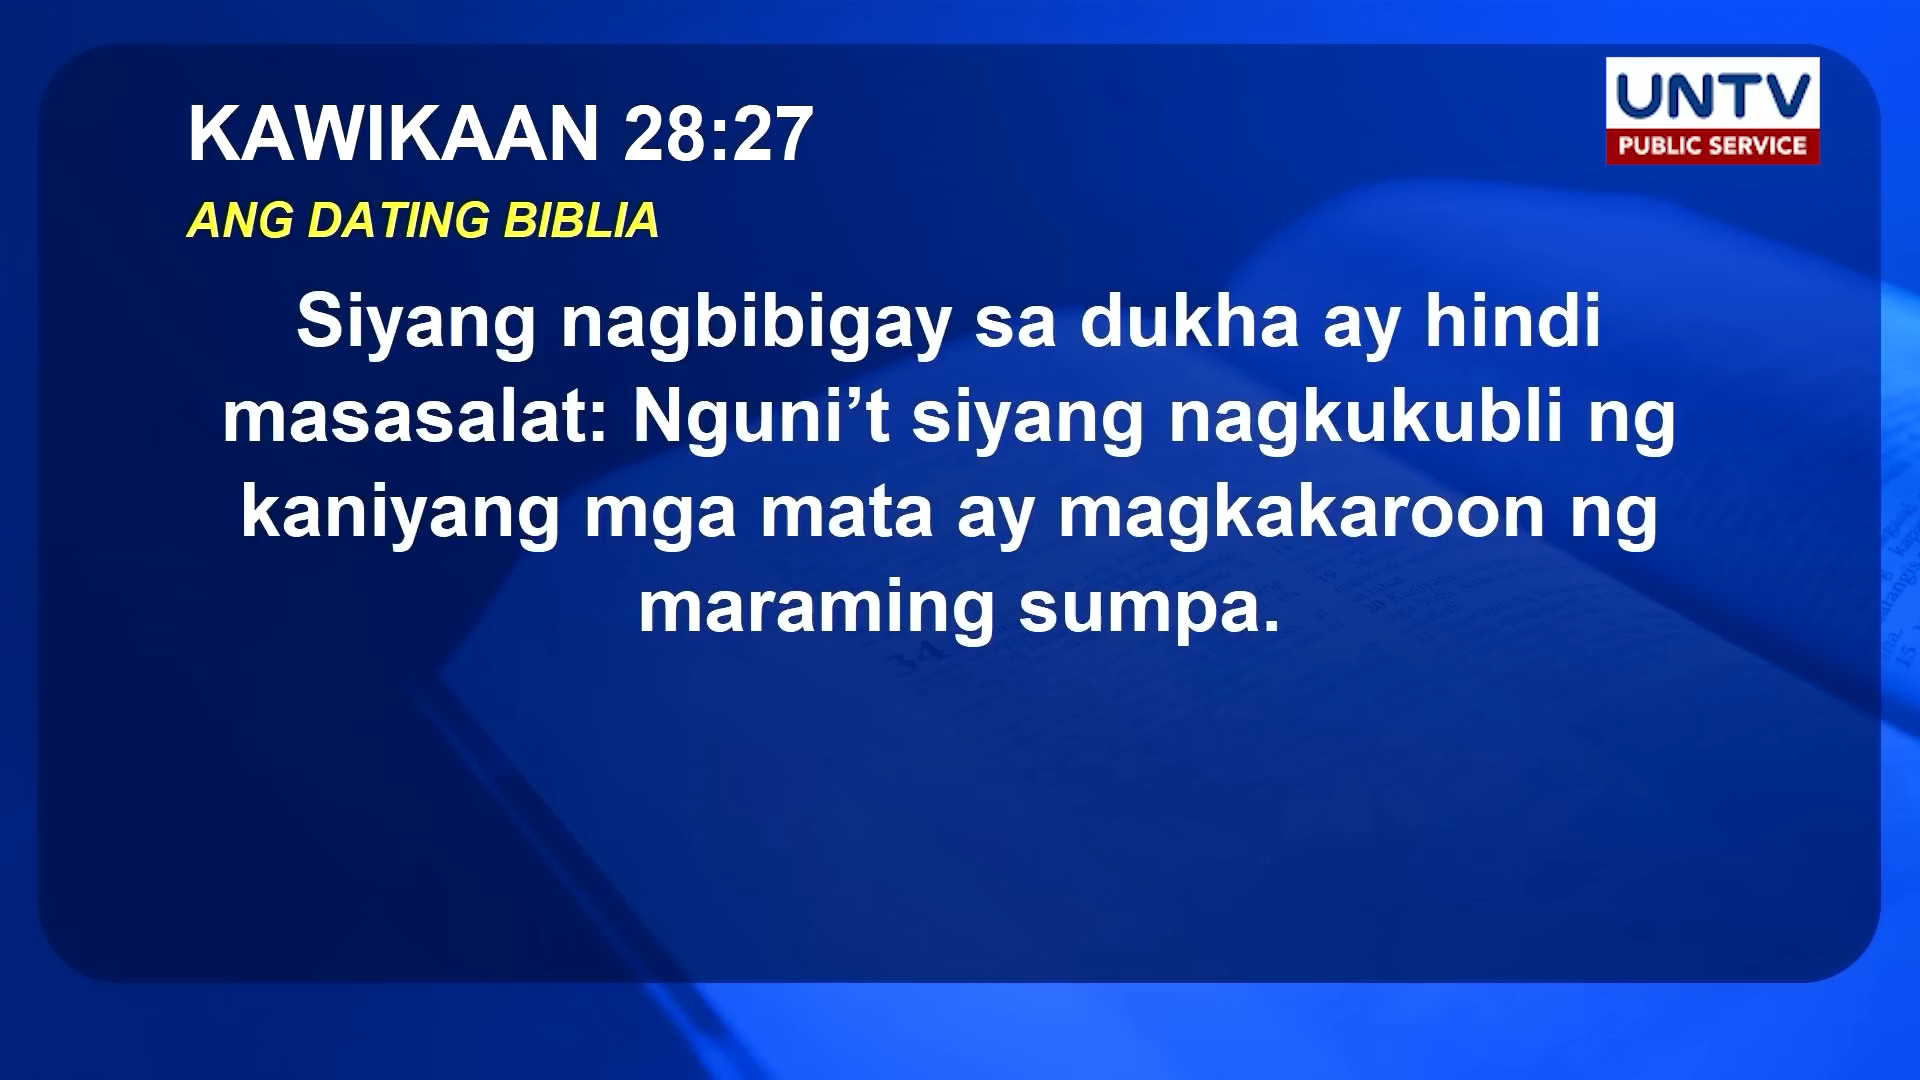 KAWIKAAN 28:27
UNTV
PUBLIC SERVICE
ANG DATING BIBLIA
Siyang nagbibigay sa dukha ay hindi
masasalat: Nguni’t siyang nagkukubli ng
kaniyang mga mata ay magkakaroon ng
maraming sumpa.
34